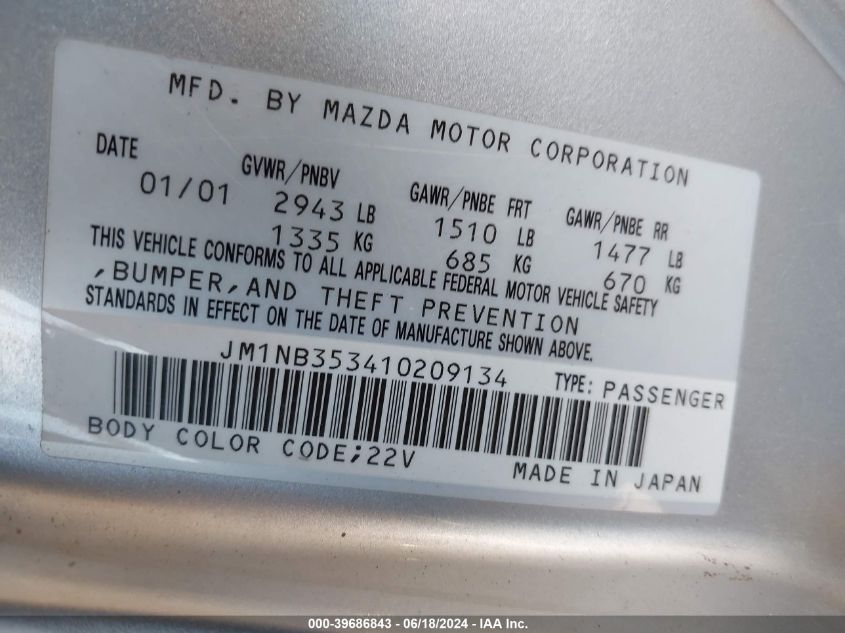 MFD. BY MAZDA MOTOR CORPORATION
DATE GVWR/PNBV GAWR/PNBE FRT GAWR/PNBE RR
01/01 2943 LB 1510 LB 1477 LB
1335 KG 685 KG 670 KG
THIS VEHICLE CONFORMS TO ALL APPLICABLE FEDERAL MOTOR VEHICLE SAFETY
,BUMPER,AND THEFT PREVENTION
STANDARDS IN EFFECT ON THE DATE OF MANUFACTURE SHOWN ABOVE.
JM1NB353410209134 TYPE: PASSENGER
BODY COLOR CODE;22V
MADE IN JAPAN
000-39686843 - 06/18/2024 - IAA Inc.